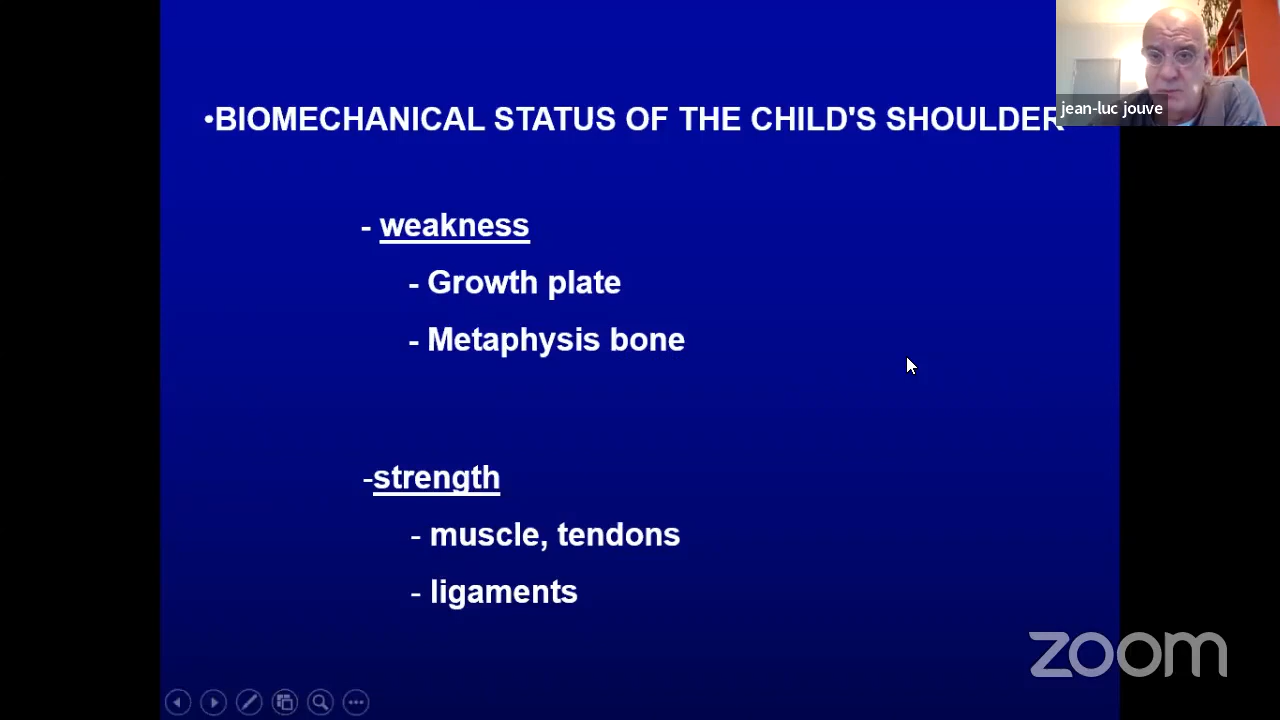 •BIOMECHANICAL STATUS OF THE CHILD'S SHOULDER
jean-luc jouve
- weakness
- Growth plate
- Metaphysis bone
-strength
- muscle, tendons
- ligaments
zoom